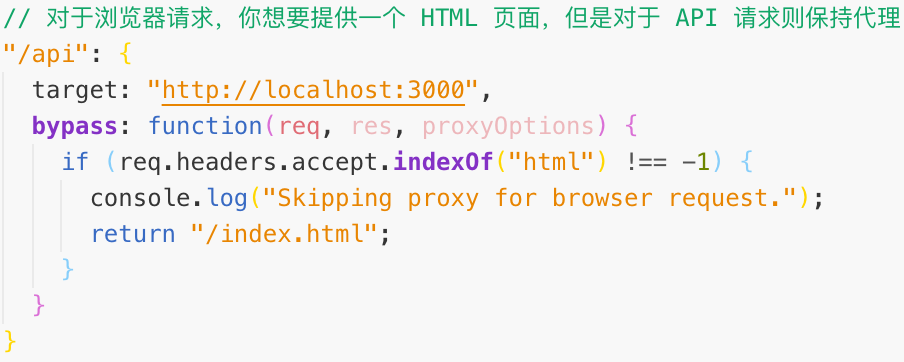 // 对于浏览器请求，你想要提供一个 HTML 页面，但是对于 API 请求则保持代理
"/api": {
  target: "http://localhost:3000",
  bypass: function(req, res, proxyOptions) {
    if (req.headers.accept.indexOf("html") !== -1) {
      console.log("Skipping proxy for browser request.");
      return "/index.html";
    }
  }
}